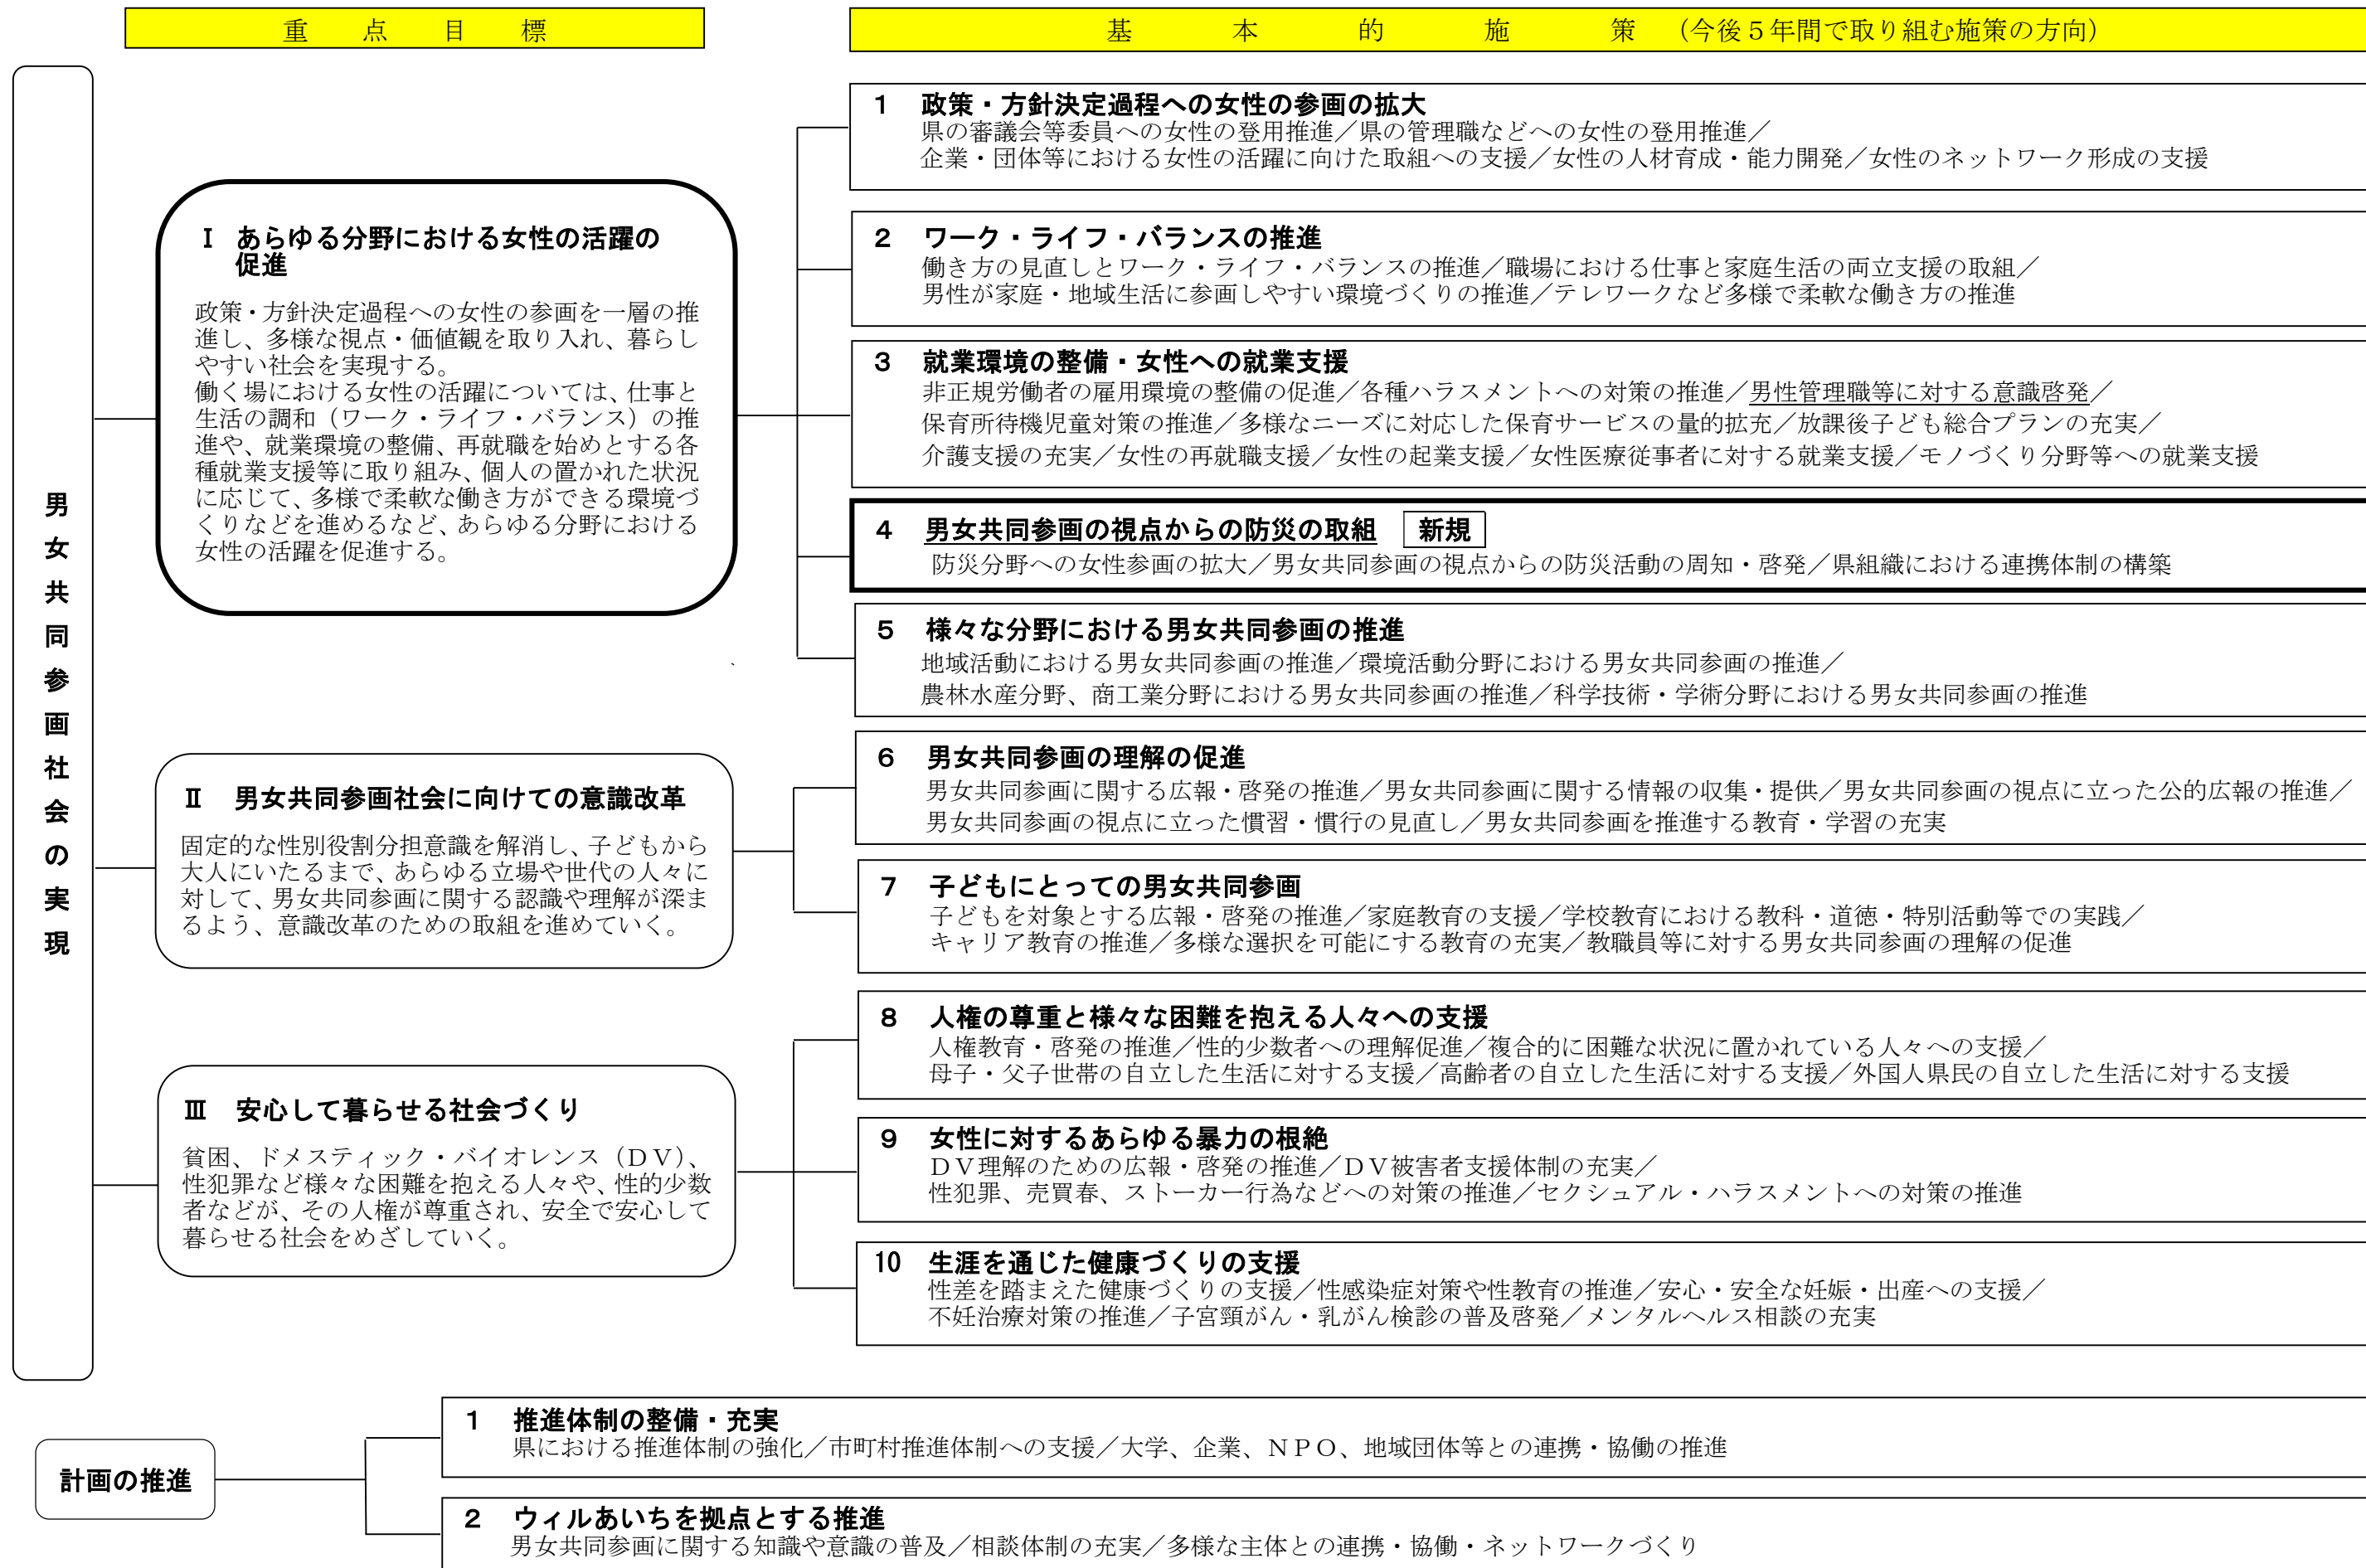 重点目標
基本的施策（今後５年間で取り組む施策の方向）
男女共同参画社会の実現
Ⅰ あらゆる分野における女性の活躍の
促進
政策・方針決定過程への女性の参画を一層の推
進し、多様な視点・価値観を取り入れ、暮らし
やすい社会を実現する。
働く場における女性の活躍については、仕事と
生活の調和（ワーク・ライフ・バランス）の推
進や、就業環境の整備、再就職を始めとする各
種就業支援等に取り組み、個人の置かれた状況
に応じて、多様で柔軟な働き方ができる環境づ
くりなどを進めるなど、あらゆる分野における
女性の活躍を促進する。
1 政策・方針決定過程への女性の参画の拡大
県の審議会等委員への女性の登用推進／県の管理職などへの女性の登用推進／
企業・団体等における女性の活躍に向けた取組への支援／女性の人材育成・能力開発／女性のネットワーク形成の支援
2 ワーク・ライフ・バランスの推進
働き方の見直しとワーク・ライフ・バランスの推進／職場における仕事と家庭生活の両立支援の取組／
男性が家庭・地域生活に参画しやすい環境づくりの推進／テレワークなど多様で柔軟な働き方の推進
3 就業環境の整備・女性への就業支援
非正規労働者の雇用環境の整備の促進／各種ハラスメントへの対策の推進／男性管理職等に対する意識啓発／
保育所待機児童対策の推進／多様なニーズに対応した保育サービスの量的拡充／放課後子ども総合プランの充実／
介護支援の充実／女性の再就職支援／女性の起業支援／女性医療従事者に対する就業支援／モノづくり分野等への就業支援
4 男女共同参画の視点からの防災の取組 新規
防災分野への女性参画の拡大／男女共同参画の視点からの防災活動の周知・啓発／県組織における連携体制の構築
5 様々な分野における男女共同参画の推進
地域活動における男女共同参画の推進／環境活動分野における男女共同参画の推進／
農林水産分野、商工業分野における男女共同参画の推進／科学技術・学術分野における男女共同参画の推進
Ⅱ 男女共同参画社会に向けての意識改革
固定的な性別役割分担意識を解消し、子どもから
大人にいたるまで、あらゆる立場や世代の人々に
対して、男女共同参画に関する認識や理解が深ま
るよう、意識改革のための取組を進めていく。
6 男女共同参画の理解の促進
男女共同参画に関する広報・啓発の推進／男女共同参画に関する情報の収集・提供／男女共同参画の視点に立った公的広報の推進／
男女共同参画の視点に立った慣習・慣行の見直し／男女共同参画を推進する教育・学習の充実
7 子どもにとっての男女共同参画
子どもを対象とする広報・啓発の推進／家庭教育の支援／学校教育における教科・道徳・特別活動等での実践／
キャリア教育の推進／多様な選択を可能にする教育の充実／教職員等に対する男女共同参画の理解の促進
Ⅲ 安心して暮らせる社会づくり
貧困、ドメスティック・バイオレンス（ＤＶ）、
性犯罪など様々な困難を抱える人々や、性的少数
者などが、その人権が尊重され、安全で安心して
暮らせる社会をめざしていく。
8 人権の尊重と様々な困難を抱える人々への支援
人権教育・啓発の推進／性的少数者への理解促進／複合的に困難な状況に置かれている人々への支援／
母子・父子世帯の自立した生活に対する支援／高齢者の自立した生活に対する支援／外国人県民の自立した生活に対する支援
9 女性に対するあらゆる暴力の根絶
ＤＶ理解のための広報・啓発の推進／ＤＶ被害者支援体制の充実／
性犯罪、売買春、ストーカー行為などへの対策の推進／セクシュアル・ハラスメントへの対策の推進
10 生涯を通じた健康づくりの支援
性差を踏まえた健康づくりの支援／性感染症対策や性教育の推進／安心・安全な妊娠・出産への支援／
不妊治療対策の推進／子宮頸がん・乳がん検診の普及啓発／メンタルヘルス相談の充実
計画の推進
1 推進体制の整備・充実
県における推進体制の強化／市町村推進体制への支援／大学、企業、ＮＰＯ、地域団体等との連携・協働の推進
2 ウィルあいちを拠点とする推進
男女共同参画に関する知識や意識の普及／相談体制の充実／多様な主体との連携・協働・ネットワークづくり